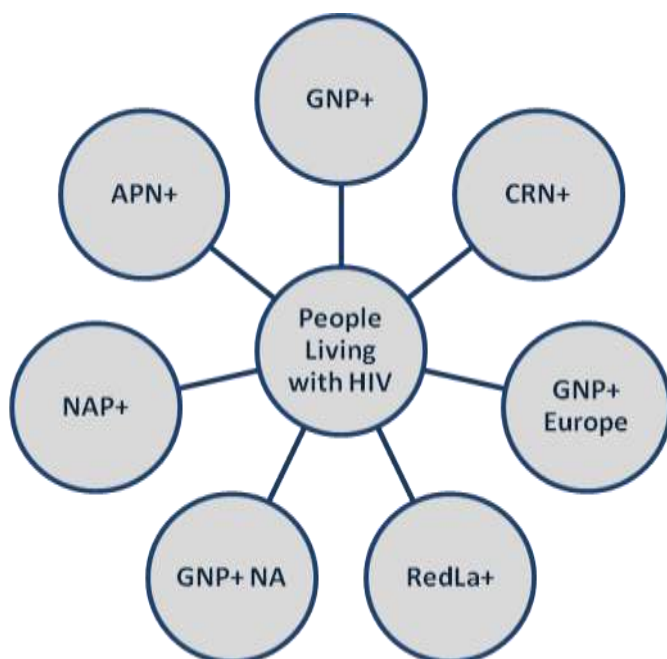 GNP+
APN+
CRN+
People
Living
with HIV
NAP+
GNP+
Europe
GNP+ NA
RedLa+